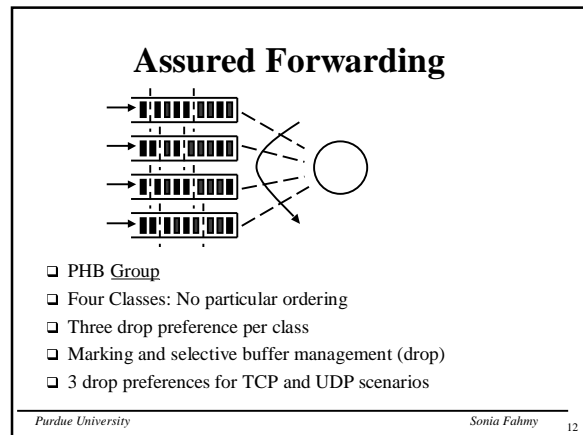 Assured Forwarding
❑ PHB Group
❑ Four Classes: No particular ordering
❑ Three drop preference per class
❑ Marking and selective buffer management (drop)
❑ 3 drop preferences for TCP and UDP scenarios
Purdue University Sonia Fahmy 12